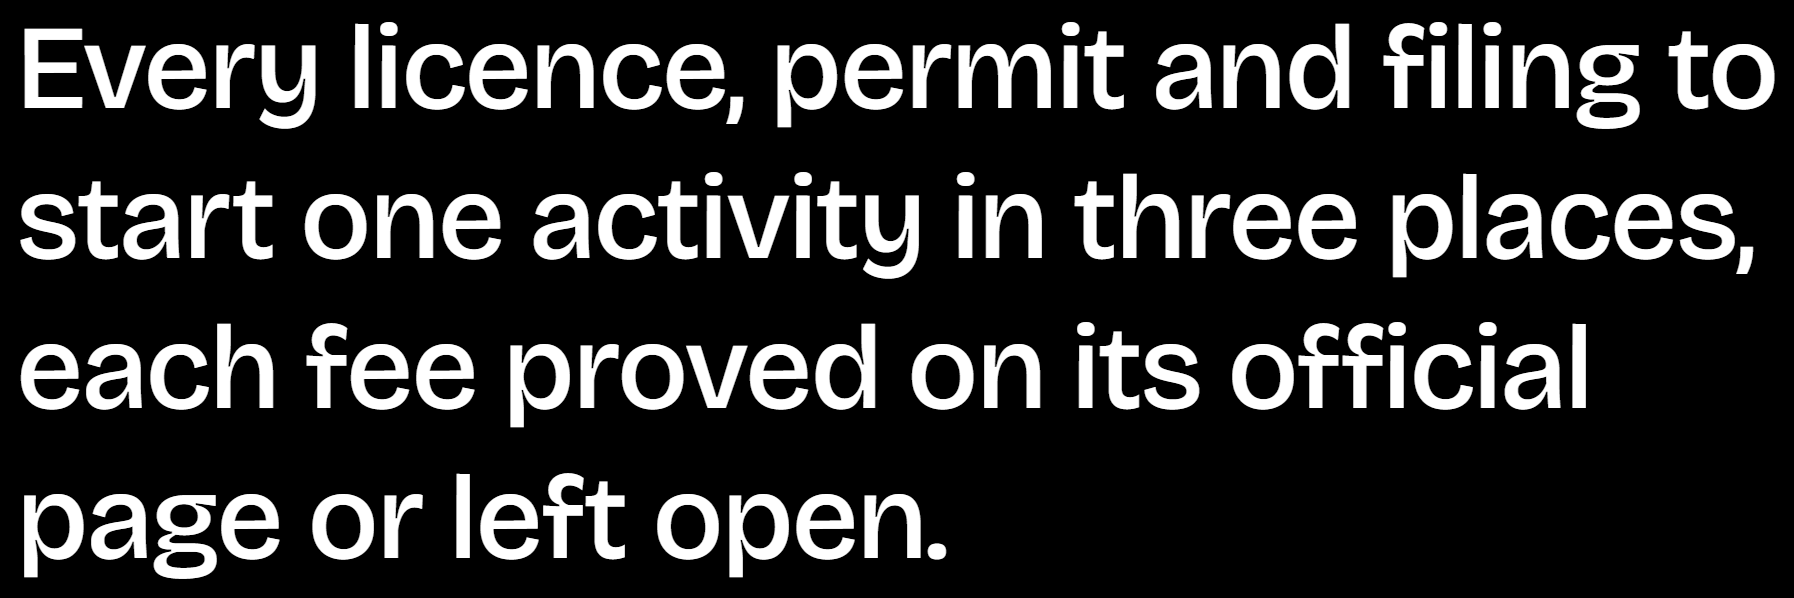 Every licence, permit and filing to
start one activity in three places,
each fee proved on its official
page or left open.